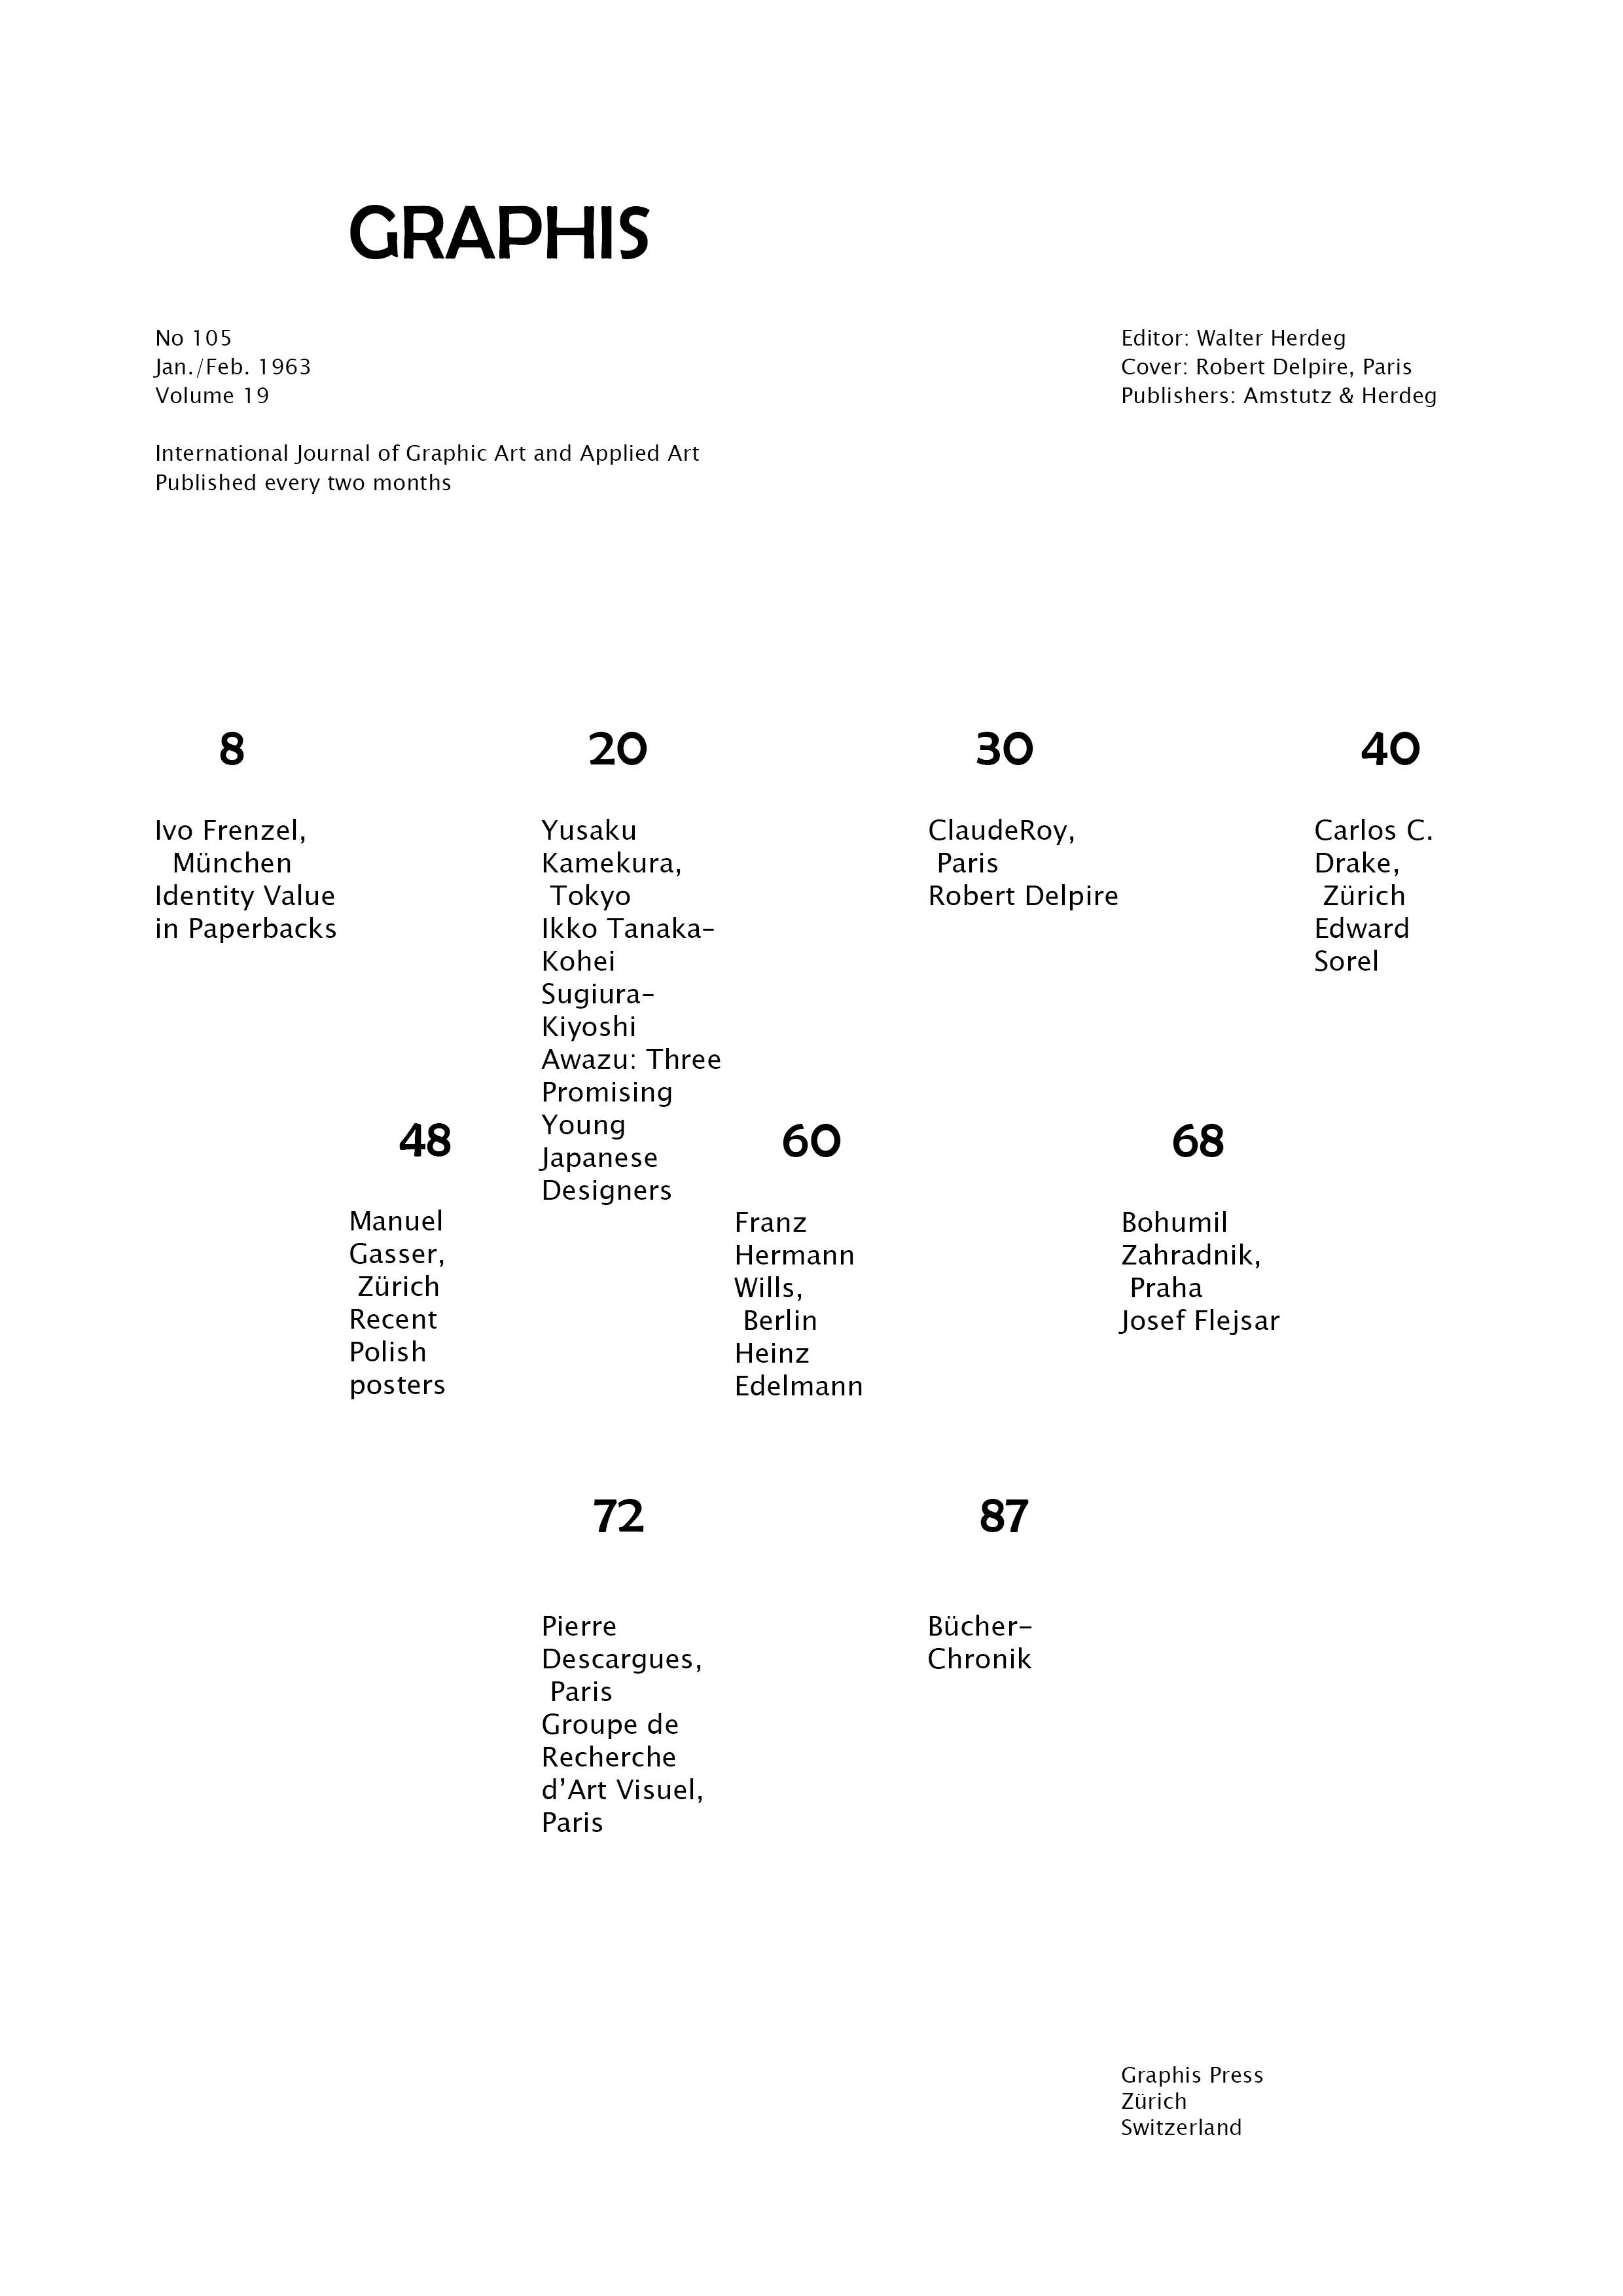 GRAPHIS
No 105
Jan./Feb. 1963
Volume 19
International Journal of Graphic Art and Applied Art
Published every two months
Editor: Walter Herdeg
Cover: Robert Delpire, Paris
Publishers: Amstutz & Herdeg
8
Ivo Frenzel,
München
Identity Value
in Paperbacks
20
Yusaku
Kamekura,
Tokyo
Ikko Tanaka–
Kohei
Sugiura–
Kiyoshi
Awazu: Three
Promising
Young
Japanese
Designers
30
ClaudeRoy,
Paris
Robert Delpire
40
Carlos C.
Drake,
Zürich
Edward
Sorel
48
Manuel
Gasser,
Zürich
Recent
Polish
posters
60
Franz
Hermann
Wills,
Berlin
Heinz
Edelmann
68
Bohumil
Zahradnik,
Praha
Josef Flejsar
72
Pierre
Descargues,
Paris
Groupe de
Recherche
d’Art Visuel,
Paris
87
Bücher–
Chronik
Graphis Press
Zürich
Switzerland